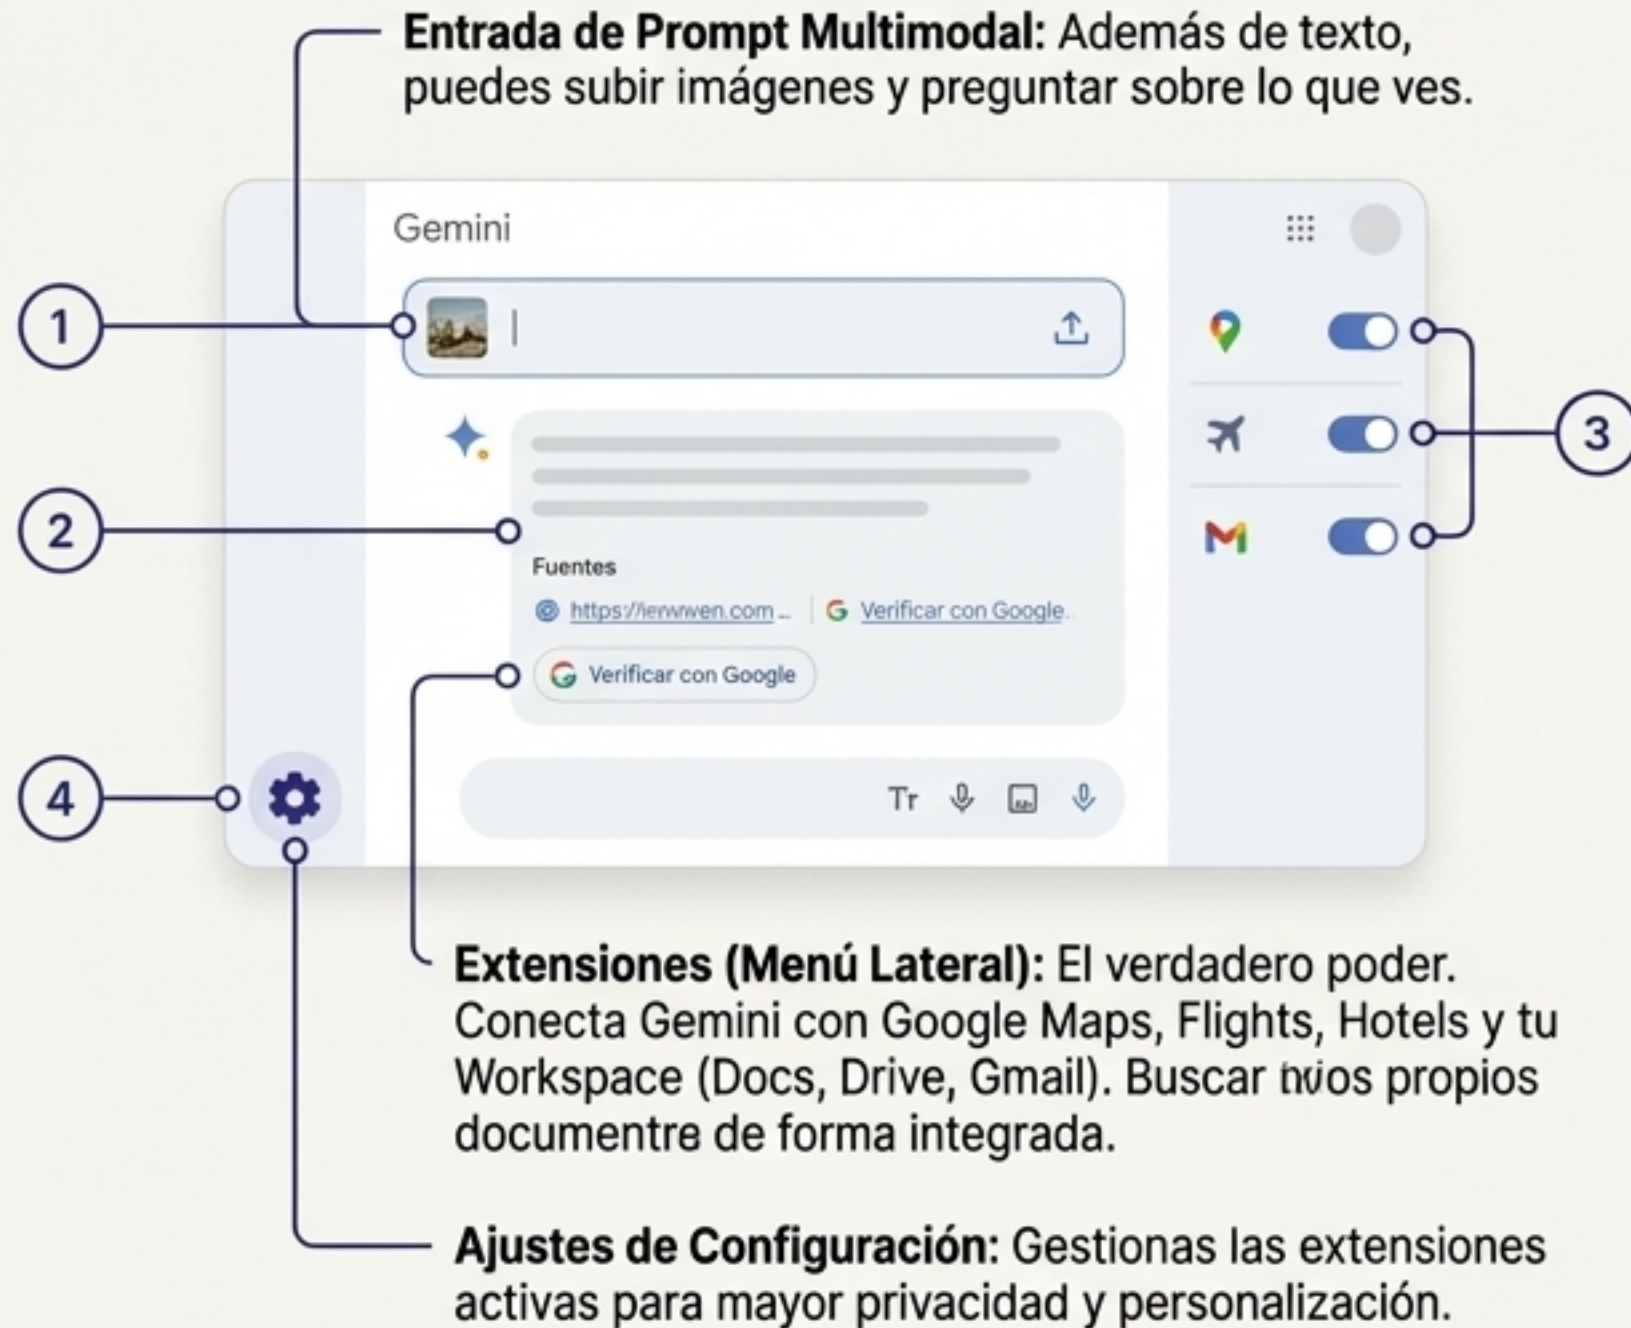 Entrada de Prompt Multimodal: Además de texto,
puedes subir imágenes y preguntar sobre lo que ves.
Gemini
1
2
3
4
Fuentes
Verificar con Google..
Verificar con Google
Tr
Extensiones (Menú Lateral): El verdadero poder.
Conecta Gemini con Google Maps, Flights, Hotels y tu
Workspace (Docs, Drive, Gmail). Buscar propios
documentre de forma integrada.
Ajustes de Configuración: Gestionas las extensiones
activas para mayor privacidad y personalización.